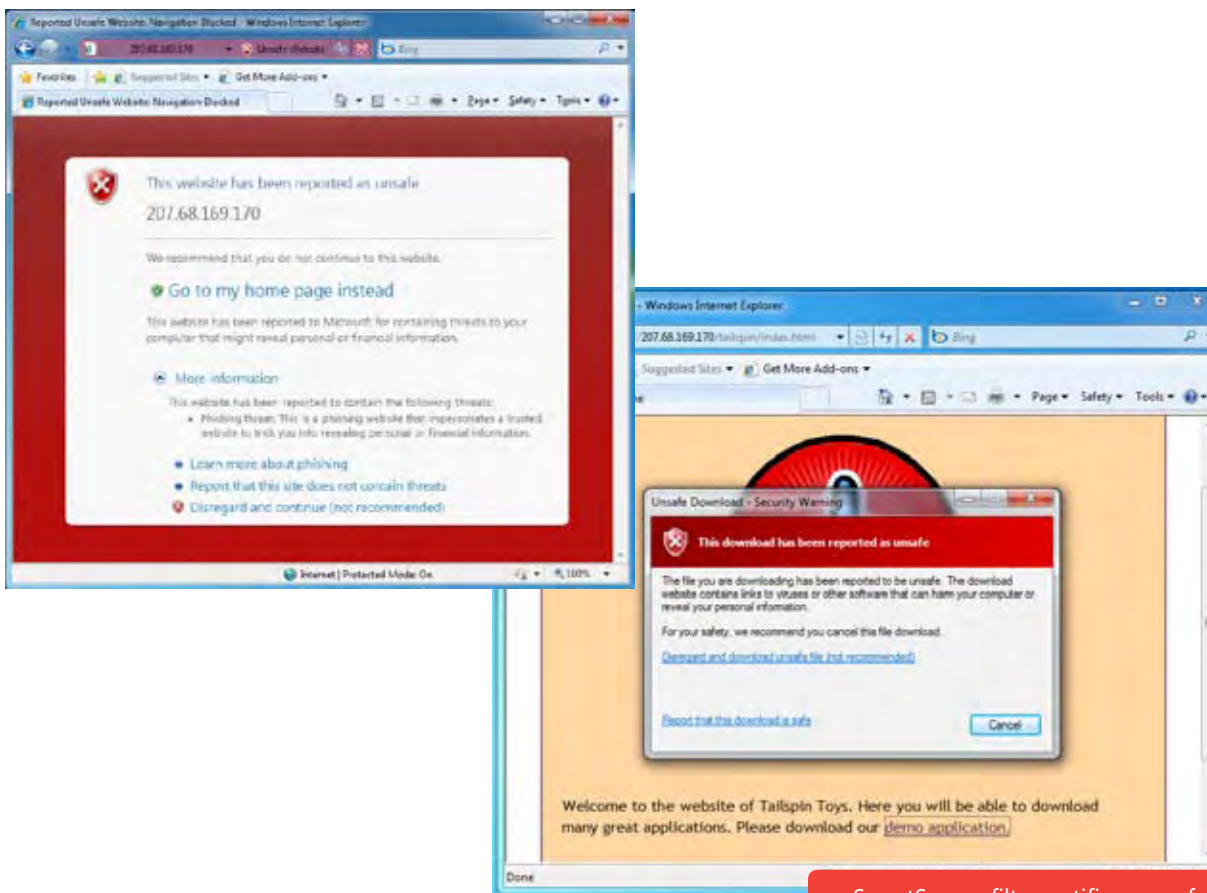 Reported Unsafe Website: Navigation Blocked - Windows Internet Explorer
207.68.169.170
Unsafe Website
Bing
Favorites
Suggested Sites
Get More Add-ons
Reported Unsafe Website: Navigation Blocked
Page
Safety
Tools
This website has been reported as unsafe
207.68.169.170
We recommend that you do not continue to this website.
Go to my home page instead
This website has been reported to Microsoft for containing threats to your
computer that might reveal personal or financial information.
More information
This website has been reported to contain the following threats:
• Phishing threat: This is a phishing website that impersonates a trusted
website to trick you into revealing personal or financial information.
Learn more about phishing
Report that this site does not contain threats
Disregard and continue (not recommended)
Internet | Protected Mode: On
100%
- Windows Internet Explorer
/207.68.169.170/tailspin/index.html
Bing
Suggested Sites
Get More Add-ons
Page
Safety
Tools
Unsafe Download - Security Warning
This download has been reported as unsafe
The file you are downloading has been reported to be unsafe. The download
website contains links to viruses or other software that can harm your computer or
reveal your personal information.
For your safety, we recommend you cancel this file download.
Disregard and download unsafe file (not recommended)
Report that this download is safe
Cancel
Welcome to the website of Tailspin Toys. Here you will be able to download
many great applications. Please download our demo application.
Done